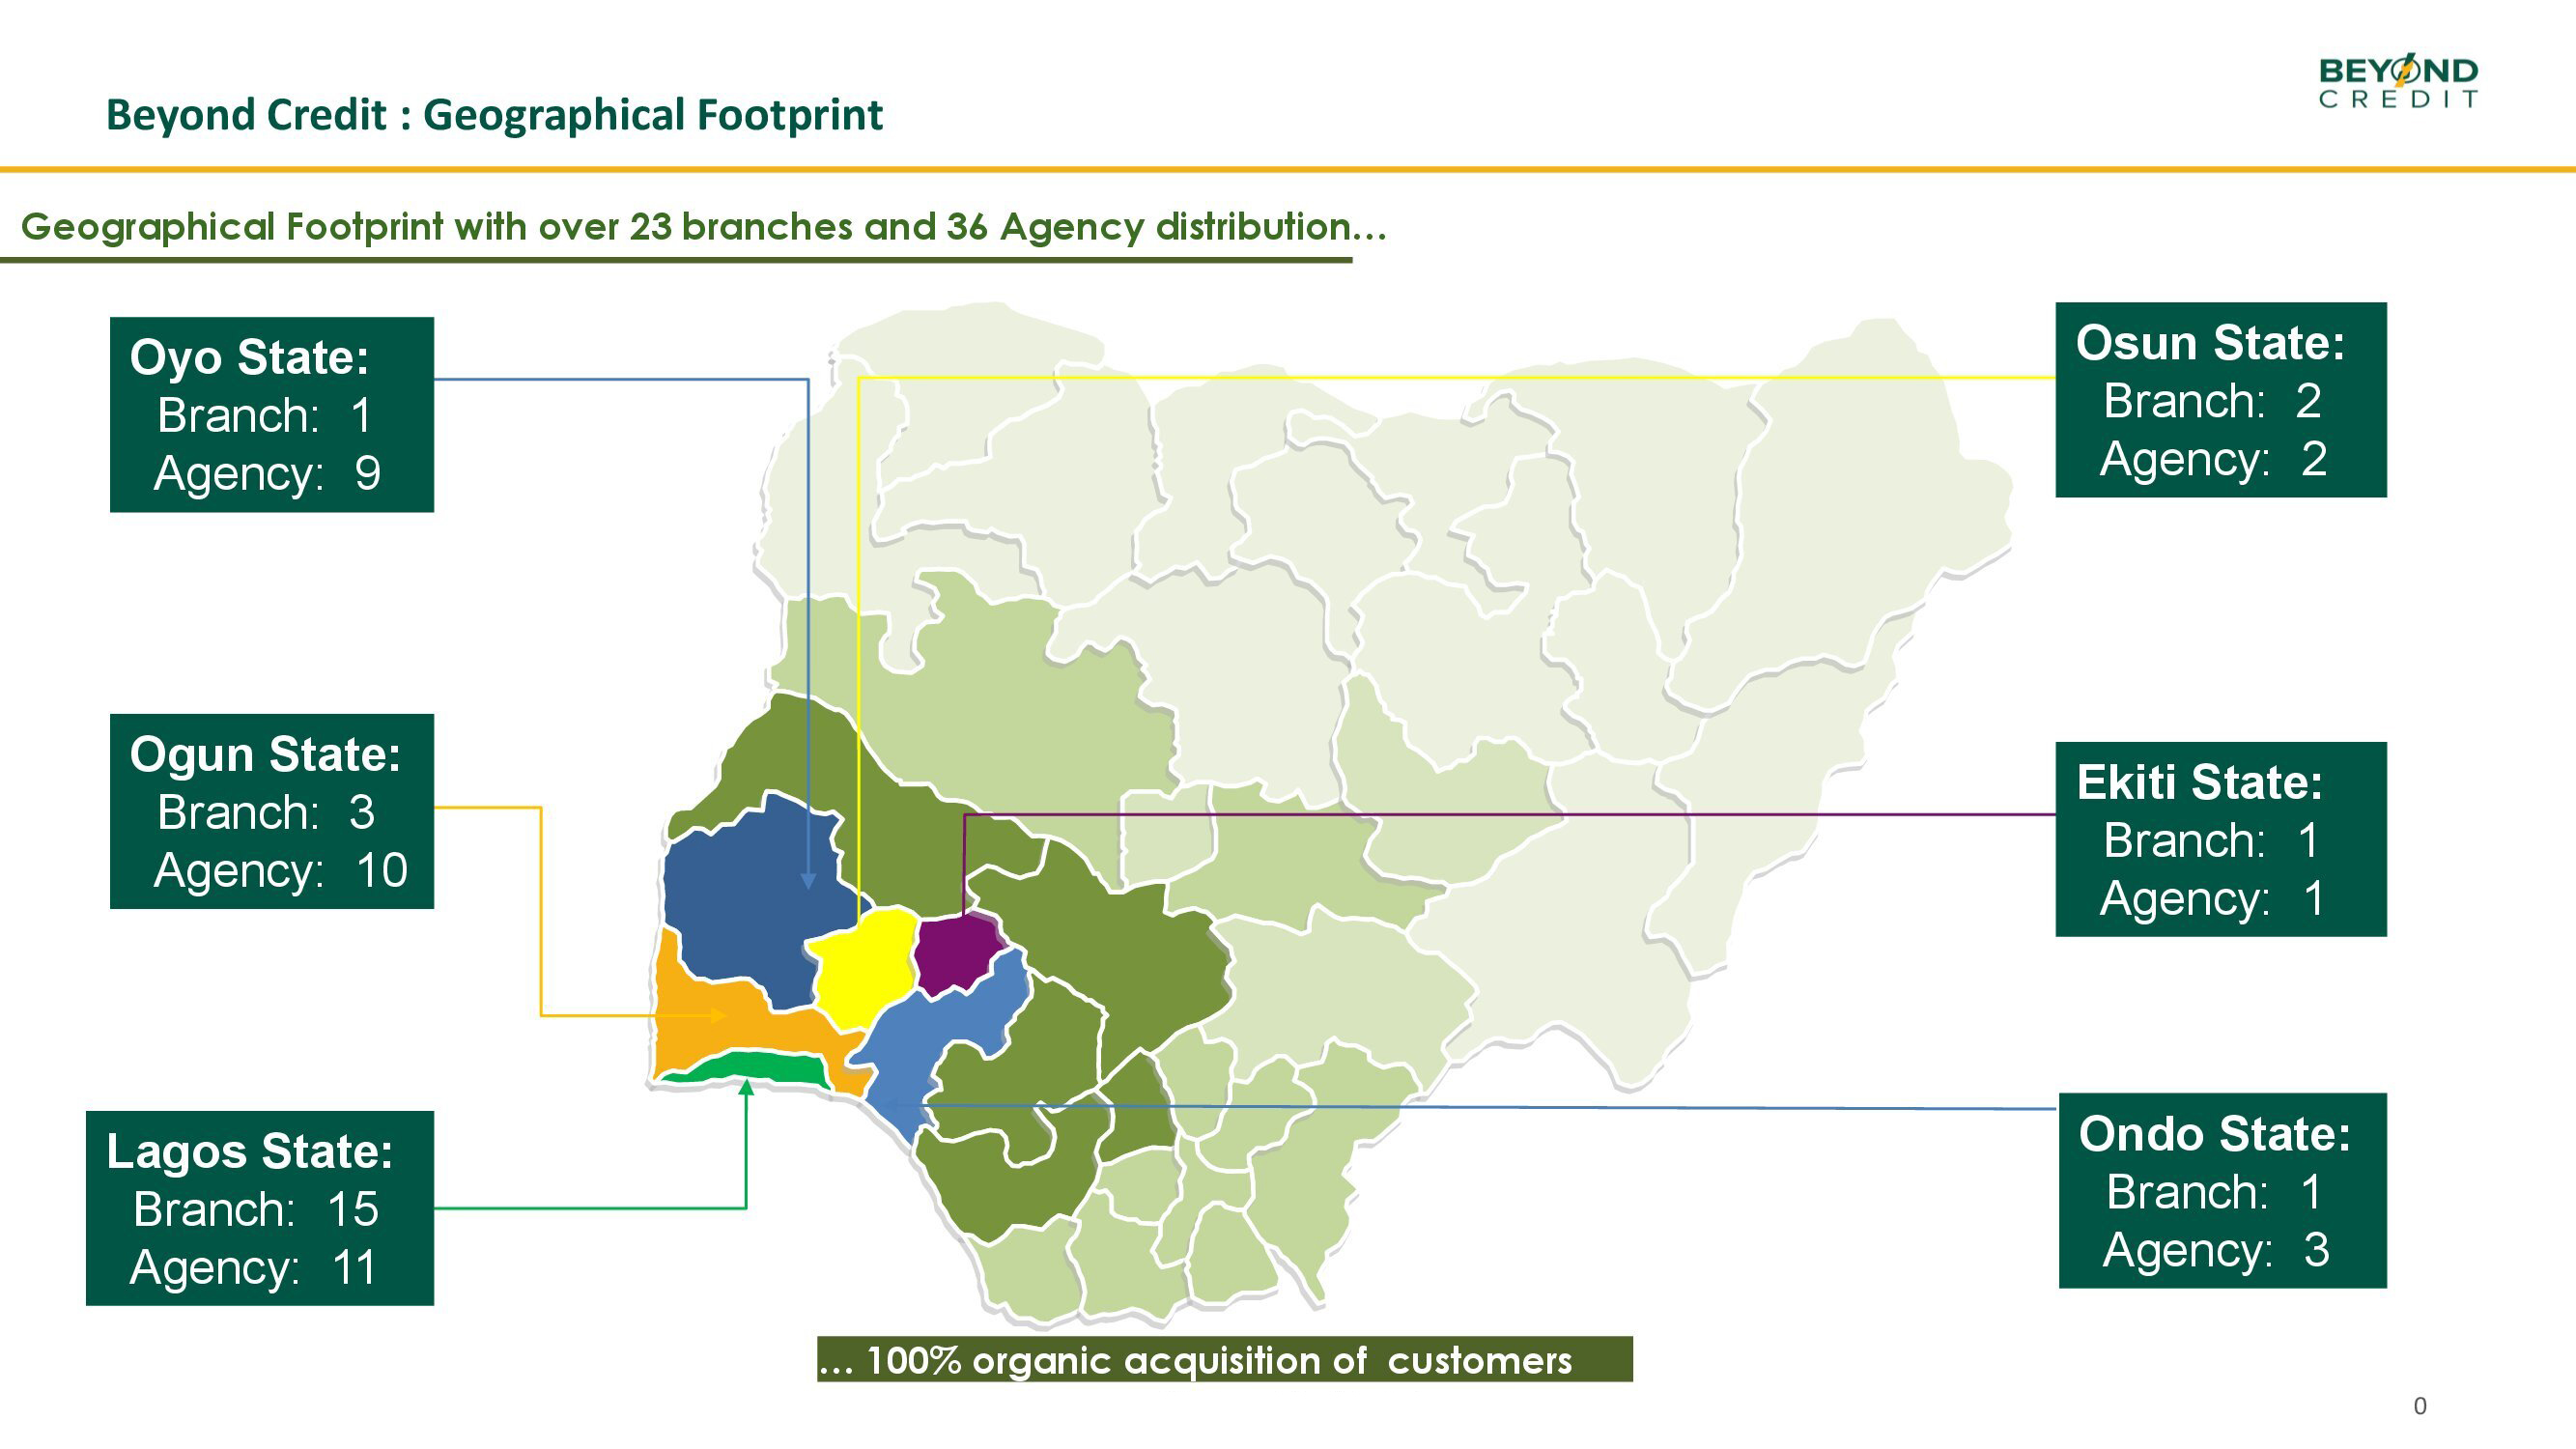 BEYOND
CREDIT
Beyond Credit : Geographical Footprint
Geographical Footprint with over 23 branches and 36 Agency distribution…
Oyo State:
Branch: 1
Agency: 9
Osun State:
Branch: 2
Agency: 2
Ogun State:
Branch: 3
Agency: 10
Ekiti State:
Branch: 1
Agency: 1
Lagos State:
Branch: 15
Agency: 11
Ondo State:
Branch: 1
Agency: 3
… 100% organic acquisition of customers
0